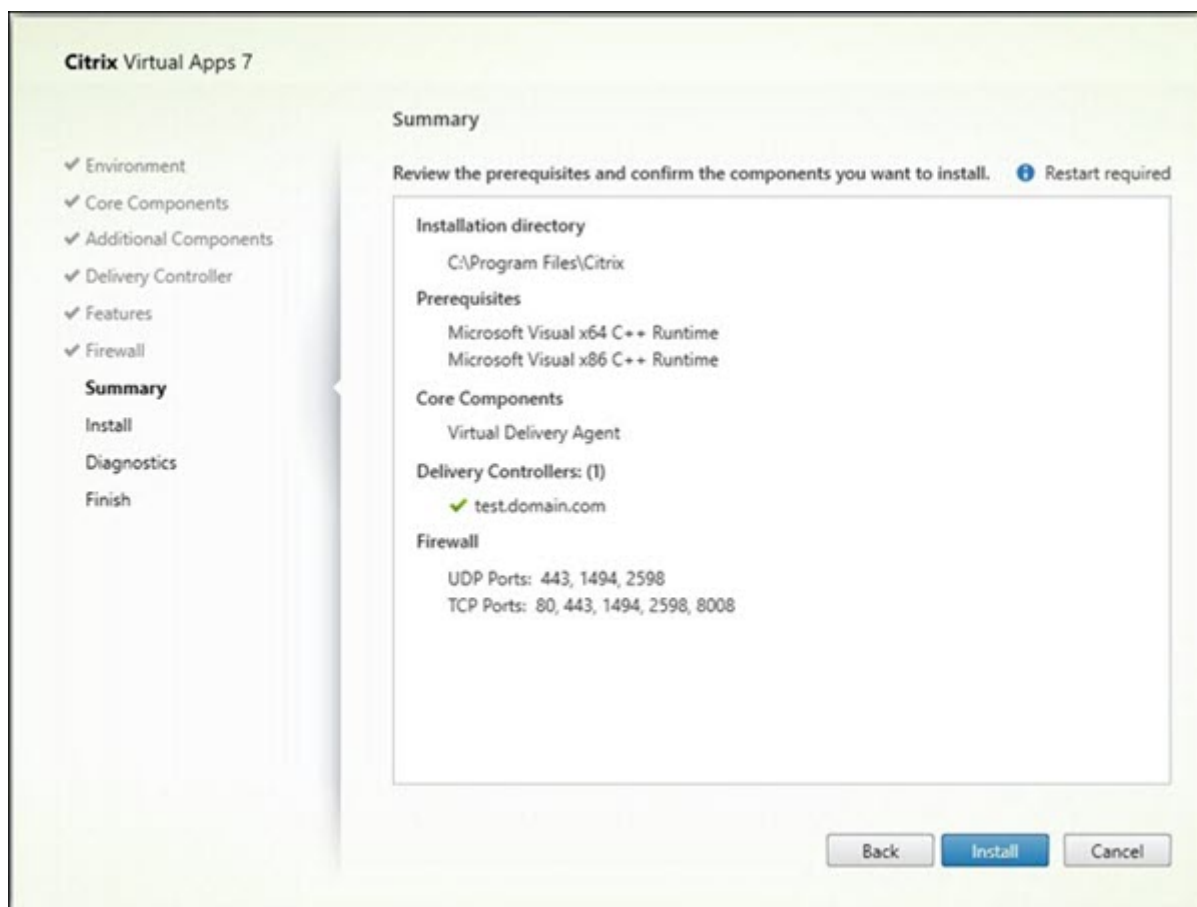 Citrix Virtual Apps 7
Environment
Core Components
Additional Components
Delivery Controller
Features
Firewall
Summary
Install
Diagnostics
Finish
Summary
Review the prerequisites and confirm the components you want to install. Restart required
Installation directory
C:\Program Files\Citrix
Prerequisites
Microsoft Visual x64 C++ Runtime
Microsoft Visual x86 C++ Runtime
Core Components
Virtual Delivery Agent
Delivery Controllers: (1)
test.domain.com
Firewall
UDP Ports: 443, 1494, 2598
TCP Ports: 80, 443, 1494, 2598, 8008
Back Install Cancel